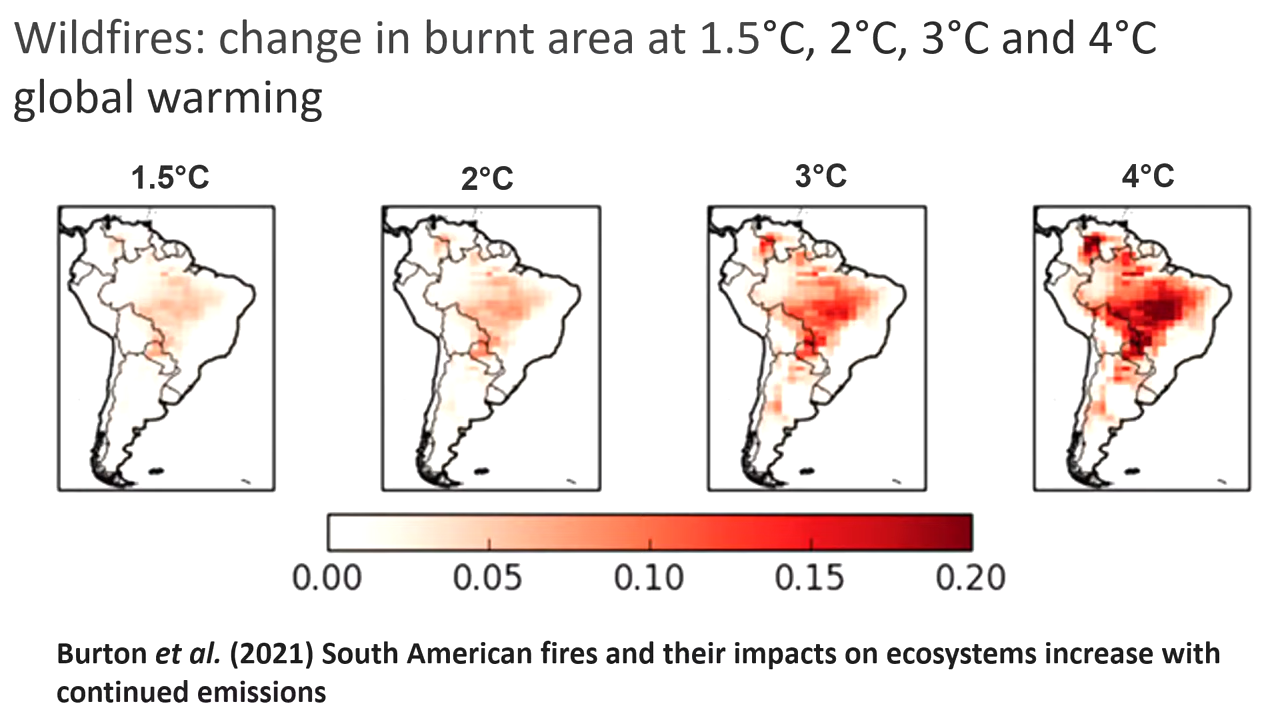 Wildfires: change in burnt area at 1.5°C, 2°C, 3°C and 4°C
global warming
1.5°C
2°C
3°C
4°C
0.00 0.05 0.10 0.15 0.20
Burton et al. (2021) South American fires and their impacts on ecosystems increase with
continued emissions